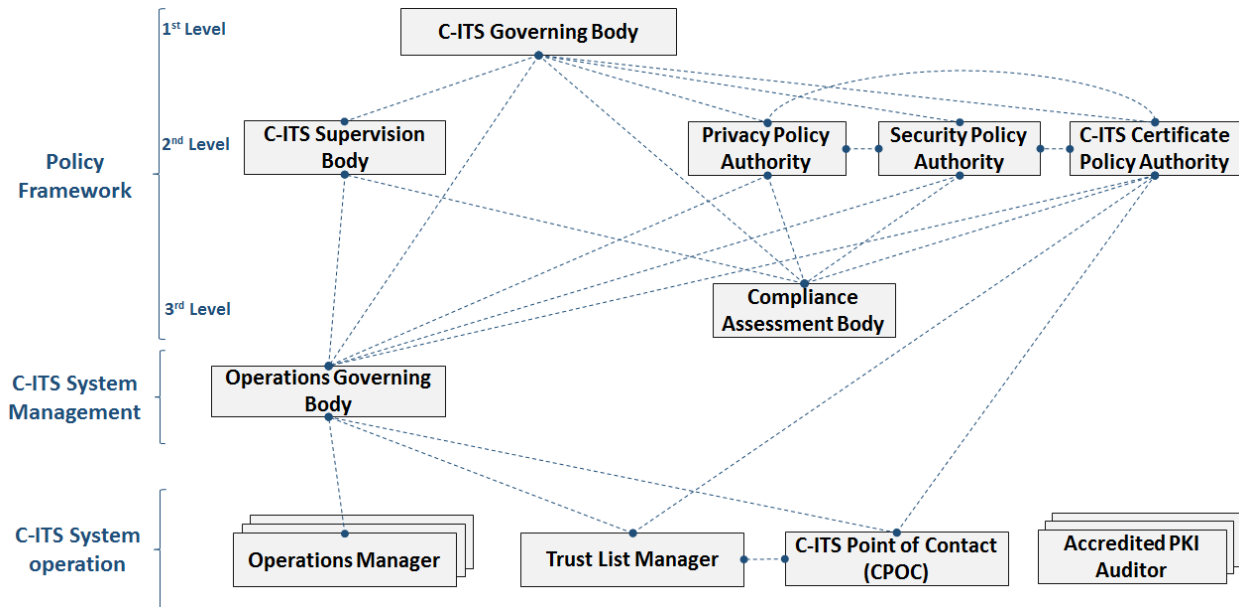 1st Level
C-ITS Governing Body
Policy
Framework
2nd Level
C-ITS Supervision
Body
Privacy Policy
Authority
Security Policy
Authority
C-ITS Certificate
Policy Authority
3rd Level
Compliance
Assessment Body
C-ITS System
Management
Operations Governing
Body
C-ITS System
operation
Operations Manager
Trust List Manager
C-ITS Point of Contact
(CPOC)
Accredited PKI
Auditor